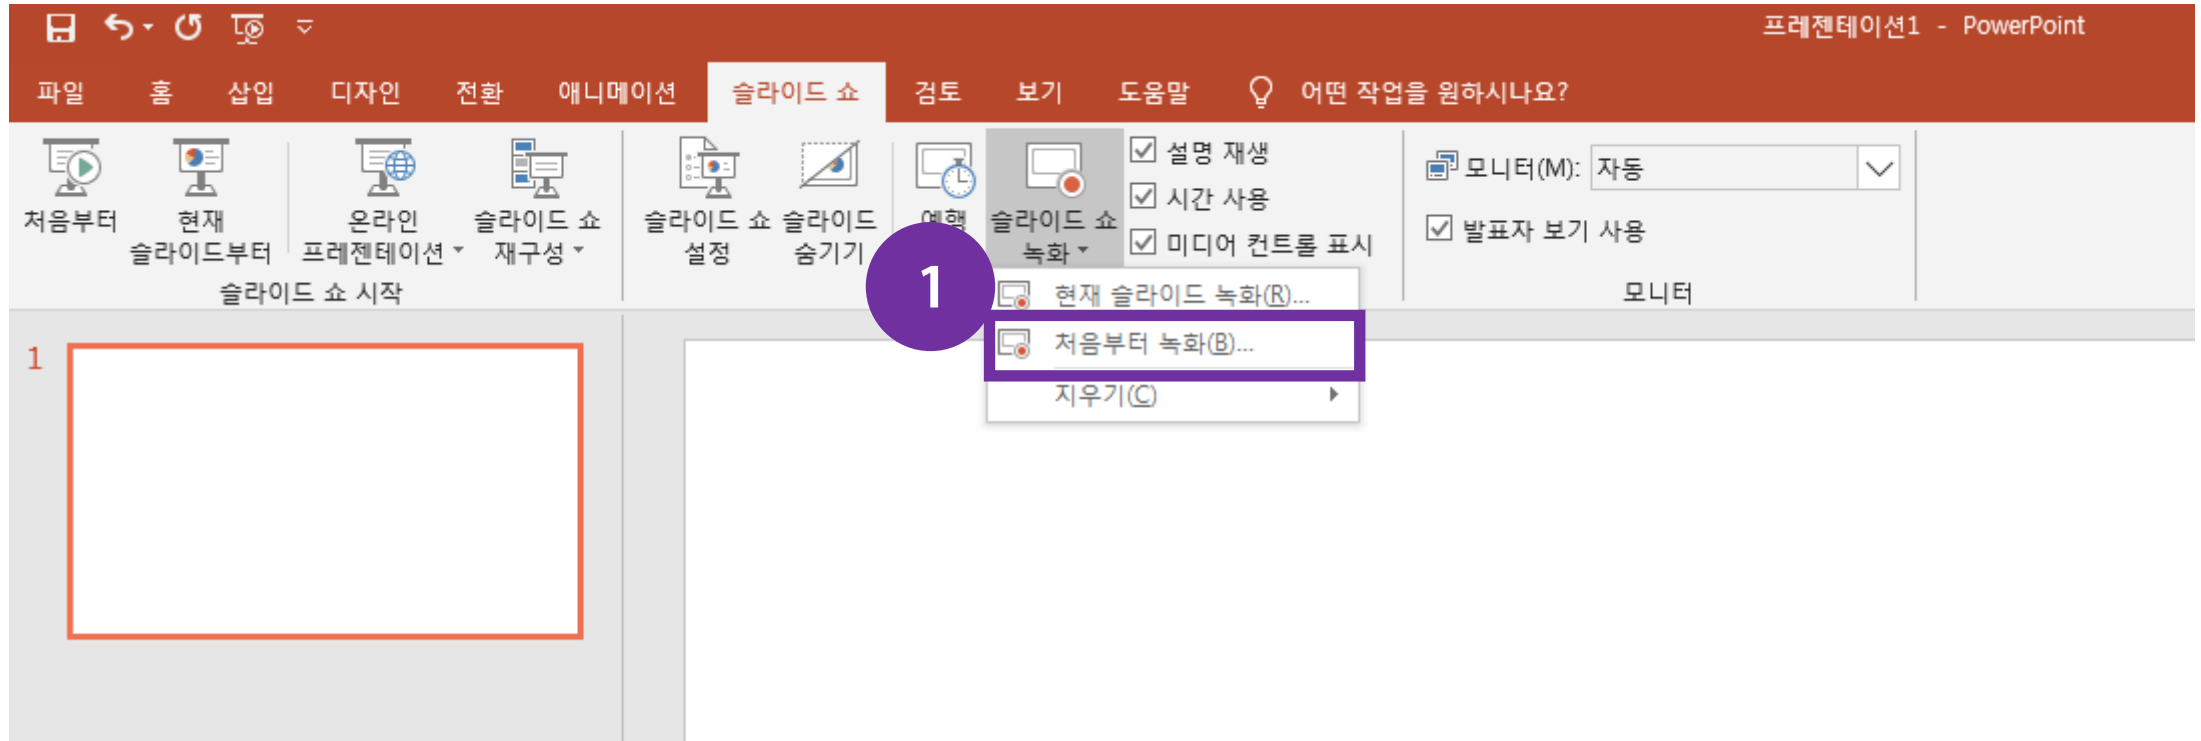 프레젠테이션1 - PowerPoint
파일 홈 삽입 디자인 전환 애니메이션 슬라이드 쇼 검토 보기 도움말 어떤 작업을 원하시나요?
처음부터
현재
슬라이드부터
온라인
프레젠테이션
슬라이드 쇼
재구성
슬라이드 쇼 시작
슬라이드 쇼
설정
슬라이드
숨기기
예행
슬라이드 쇼
녹화
설명 재생
시간 사용
미디어 컨트롤 표시
모니터(M): 자동
발표자 보기 사용
모니터
1
현재 슬라이드 녹화(R)...
처음부터 녹화(B)...
지우기(C)
1